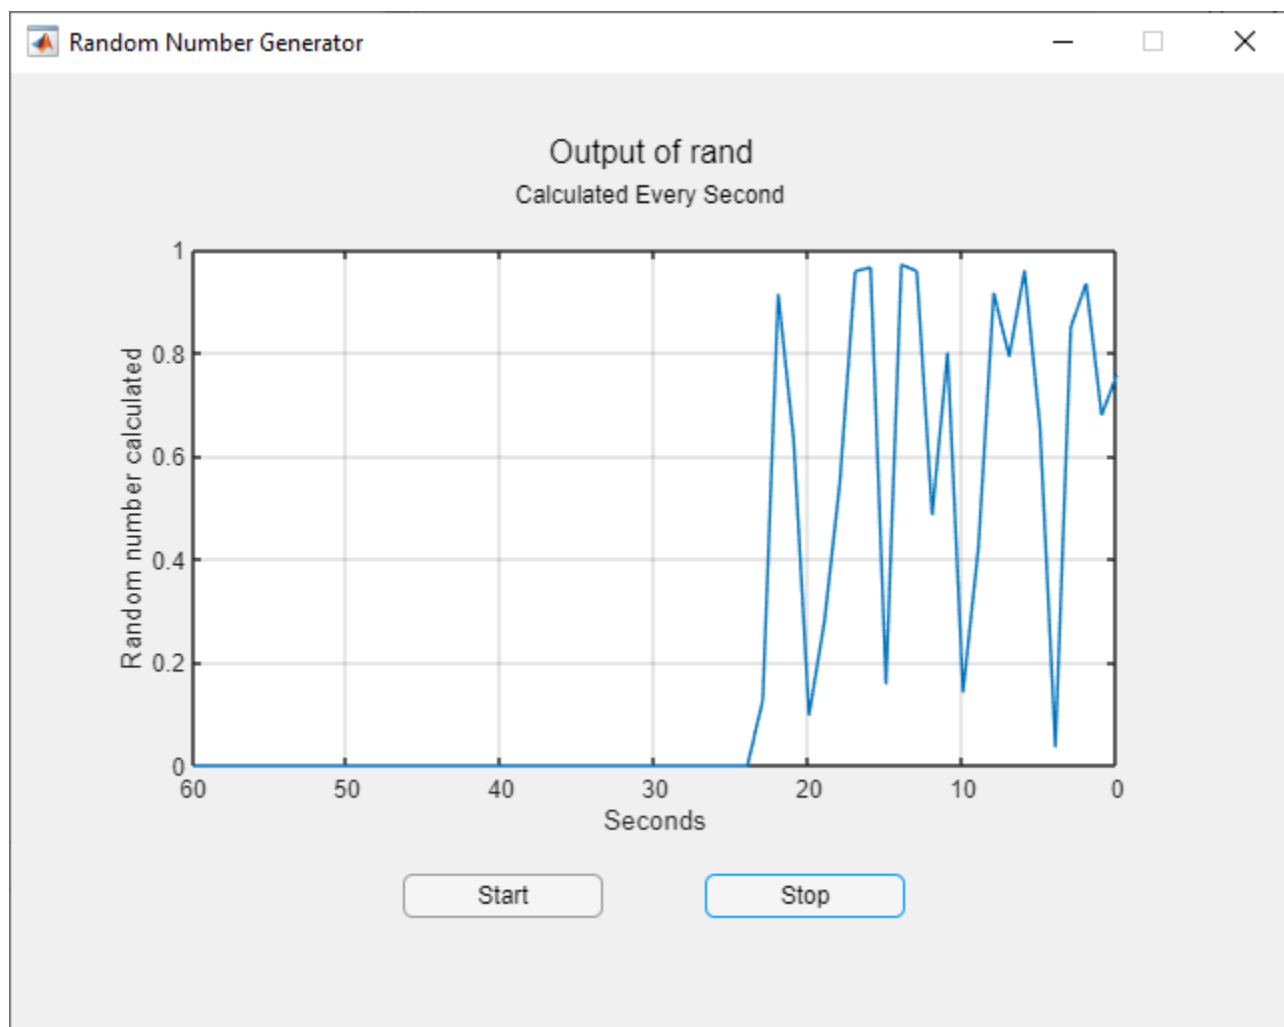 Random Number Generator
Output of rand
Calculated Every Second
Random number calculated
1
0.8
0.6
0.4
0.2
0
60 50 40 30 20 10 0
Seconds
Start Stop